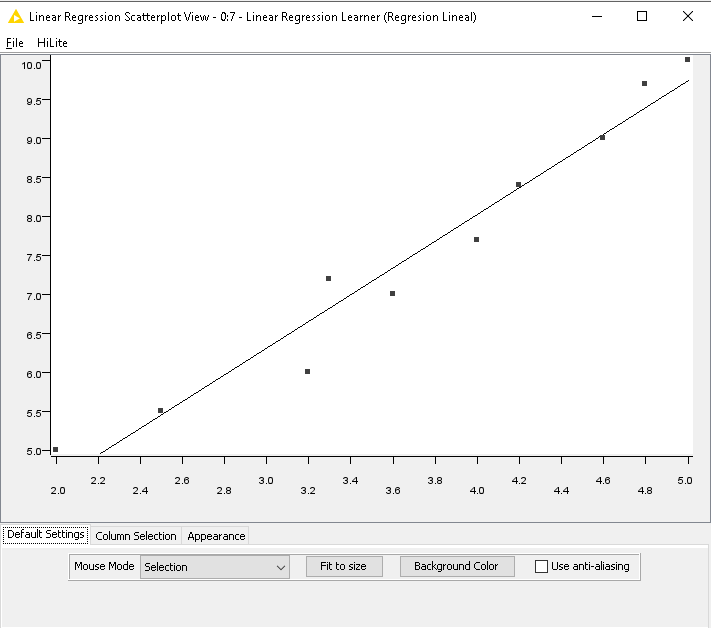 Linear Regression Scatterplot View - 0:7 - Linear Regression Learner (Regresion Lineal)
File HiLite
10.0
9.5
9.0
8.5
8.0
7.5
7.0
6.5
6.0
5.5
5.0
2.0 2.2 2.4 2.6 2.8 3.0 3.2 3.4 3.6 3.8 4.0 4.2 4.4 4.6 4.8 5.0
Default Settings Column Selection Appearance
Mouse Mode Selection Fit to size Background Color Use anti-aliasing